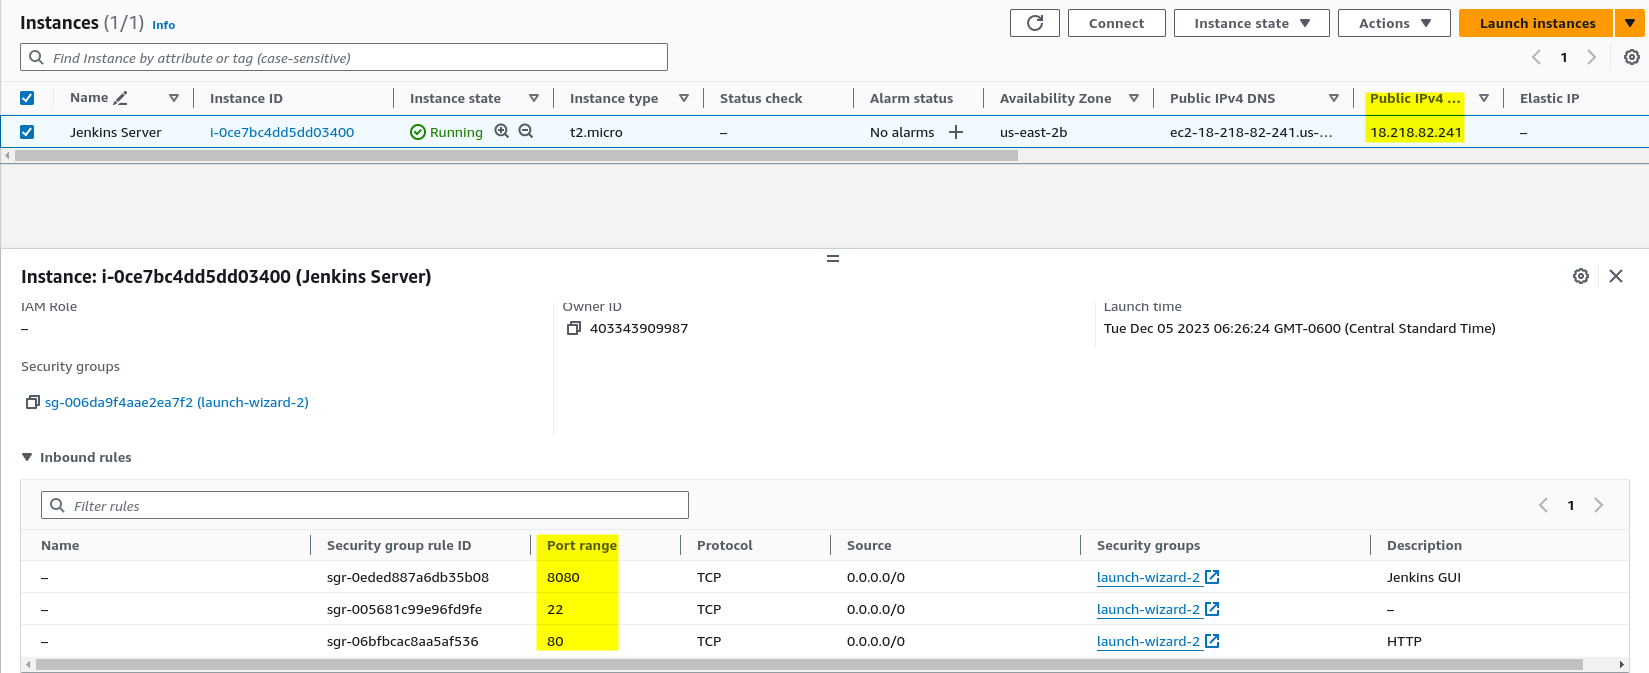 Instances (1/1) Info
Connect Instance state Actions Launch instances
Find Instance by attribute or tag (case-sensitive) 1
Name Instance ID Instance state Instance type Status check Alarm status Availability Zone Public IPv4 DNS Public IPv4 ... Elastic IP
Jenkins Server i-0ce7bc4dd5dd03400 Running t2.micro – No alarms + us-east-2b ec2-18-218-82-241.us-... 18.218.82.241 –
Instance: i-0ce7bc4dd5dd03400 (Jenkins Server)
IAM Role Owner ID Launch time
– 403343909987 Tue Dec 05 2023 06:26:24 GMT-0600 (Central Standard Time)
Security groups
sg-006da9f4aae2ea7f2 (launch-wizard-2)
Inbound rules
Filter rules 1
Name Security group rule ID Port range Protocol Source Security groups Description
– sgr-0eded887a6db35b08 8080 TCP 0.0.0.0/0 launch-wizard-2 Jenkins GUI
– sgr-005681c99e96fd9fe 22 TCP 0.0.0.0/0 launch-wizard-2 –
– sgr-06bfbcac8aa5af536 80 TCP 0.0.0.0/0 launch-wizard-2 HTTP